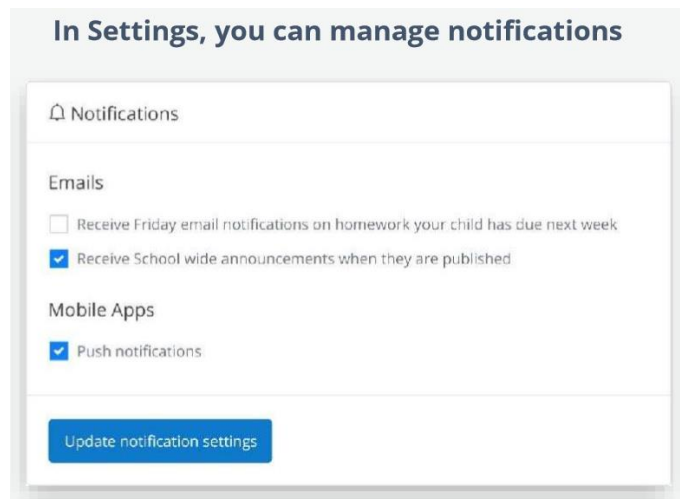 In Settings, you can manage notifications
Notifications
Emails
Receive Friday email notifications on homework your child has due next week
Receive School wide announcements when they are published
Mobile Apps
Push notifications
Update notification settings